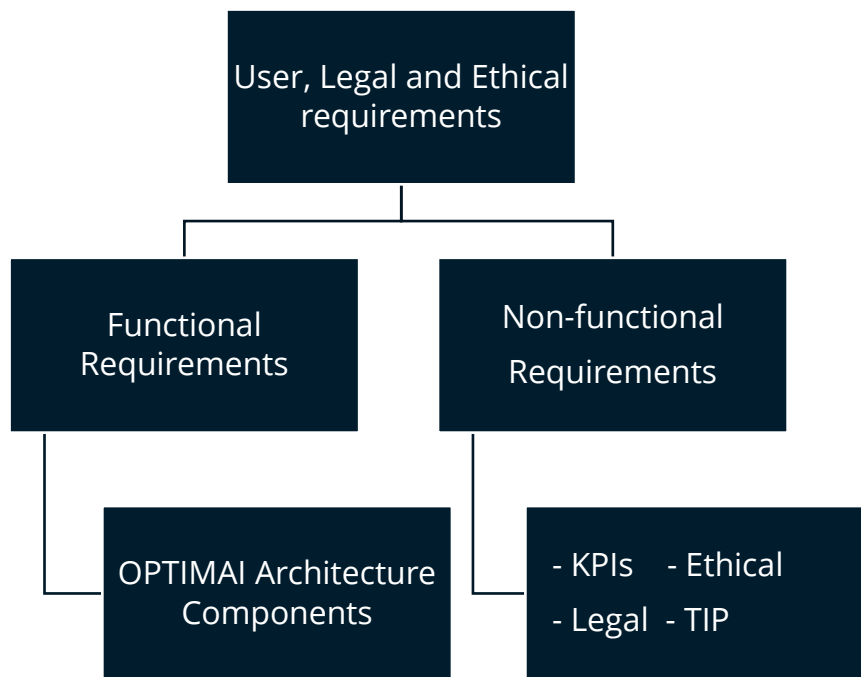 User, Legal and Ethical
requirements
Functional
Requirements
Non-functional
Requirements
OPTIMAI Architecture
Components
- KPIs - Ethical
- Legal - TIP